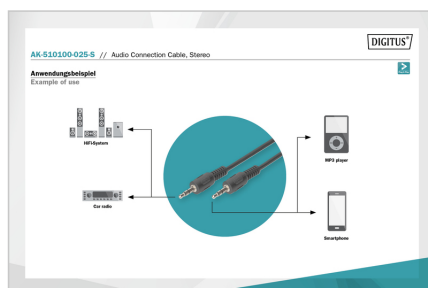 DIGITUS®
AK-510100-025-S // Audio Connection Cable, Stereo
Anwendungsbeispiel
Example of use
HiFi-System
MP3 player
Car radio
Smartphone